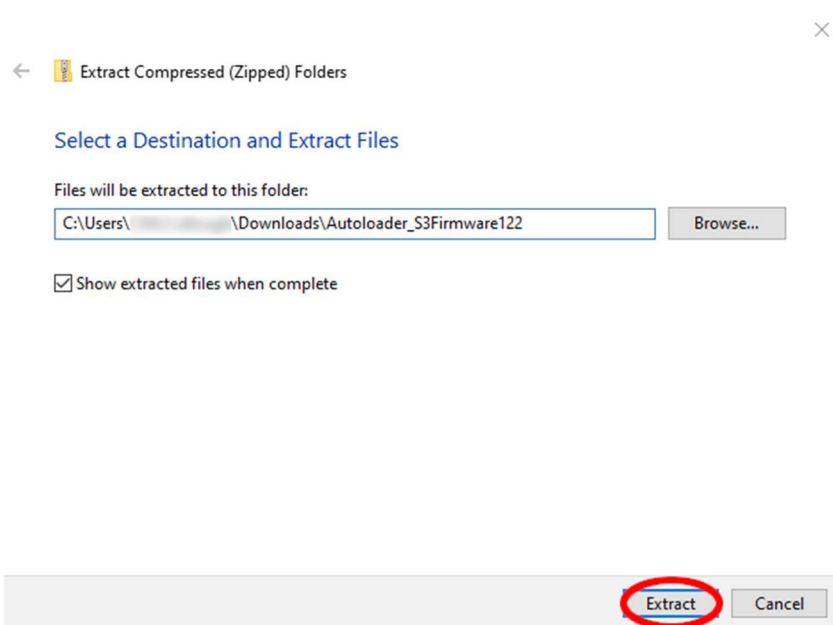 Extract Compressed (Zipped) Folders
Select a Destination and Extract Files
Files will be extracted to this folder:
C:\Users\ \Downloads\Autoloader_S3Firmware122
Browse...
Show extracted files when complete
Extract
Cancel